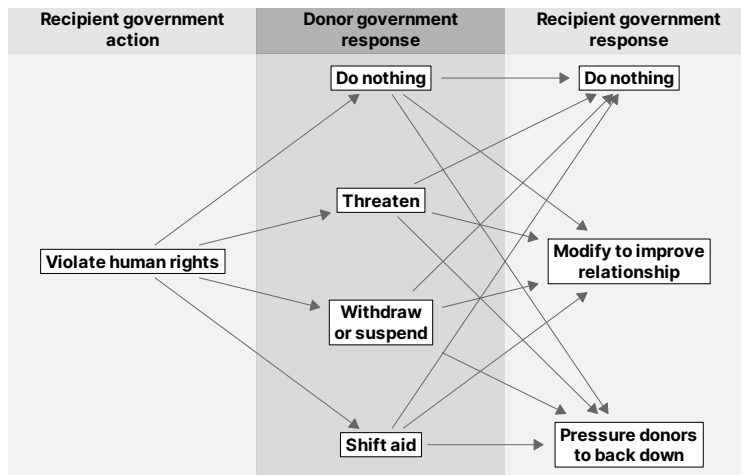 Recipient government
action
Donor government
response
Recipient government
response
Do nothing
Do nothing
Threaten
Violate human rights
Modify to improve
relationship
Withdraw
or suspend
Shift aid
Pressure donors
to back down